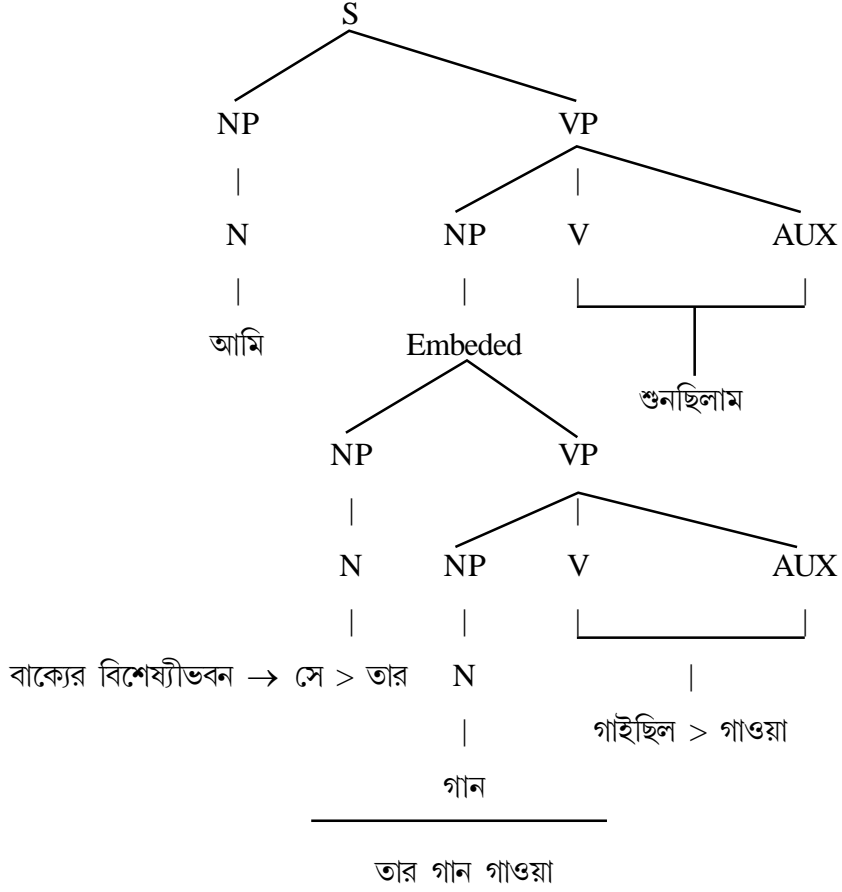 S
NP VP
N NP V AUX
আমি Embeded
শুনছিলাম
NP VP
N NP V AUX
বাক্যের বিশেষ্যীভবন → সে > তার N
গাইছিল > গাওয়া
গান
তার গান গাওয়া